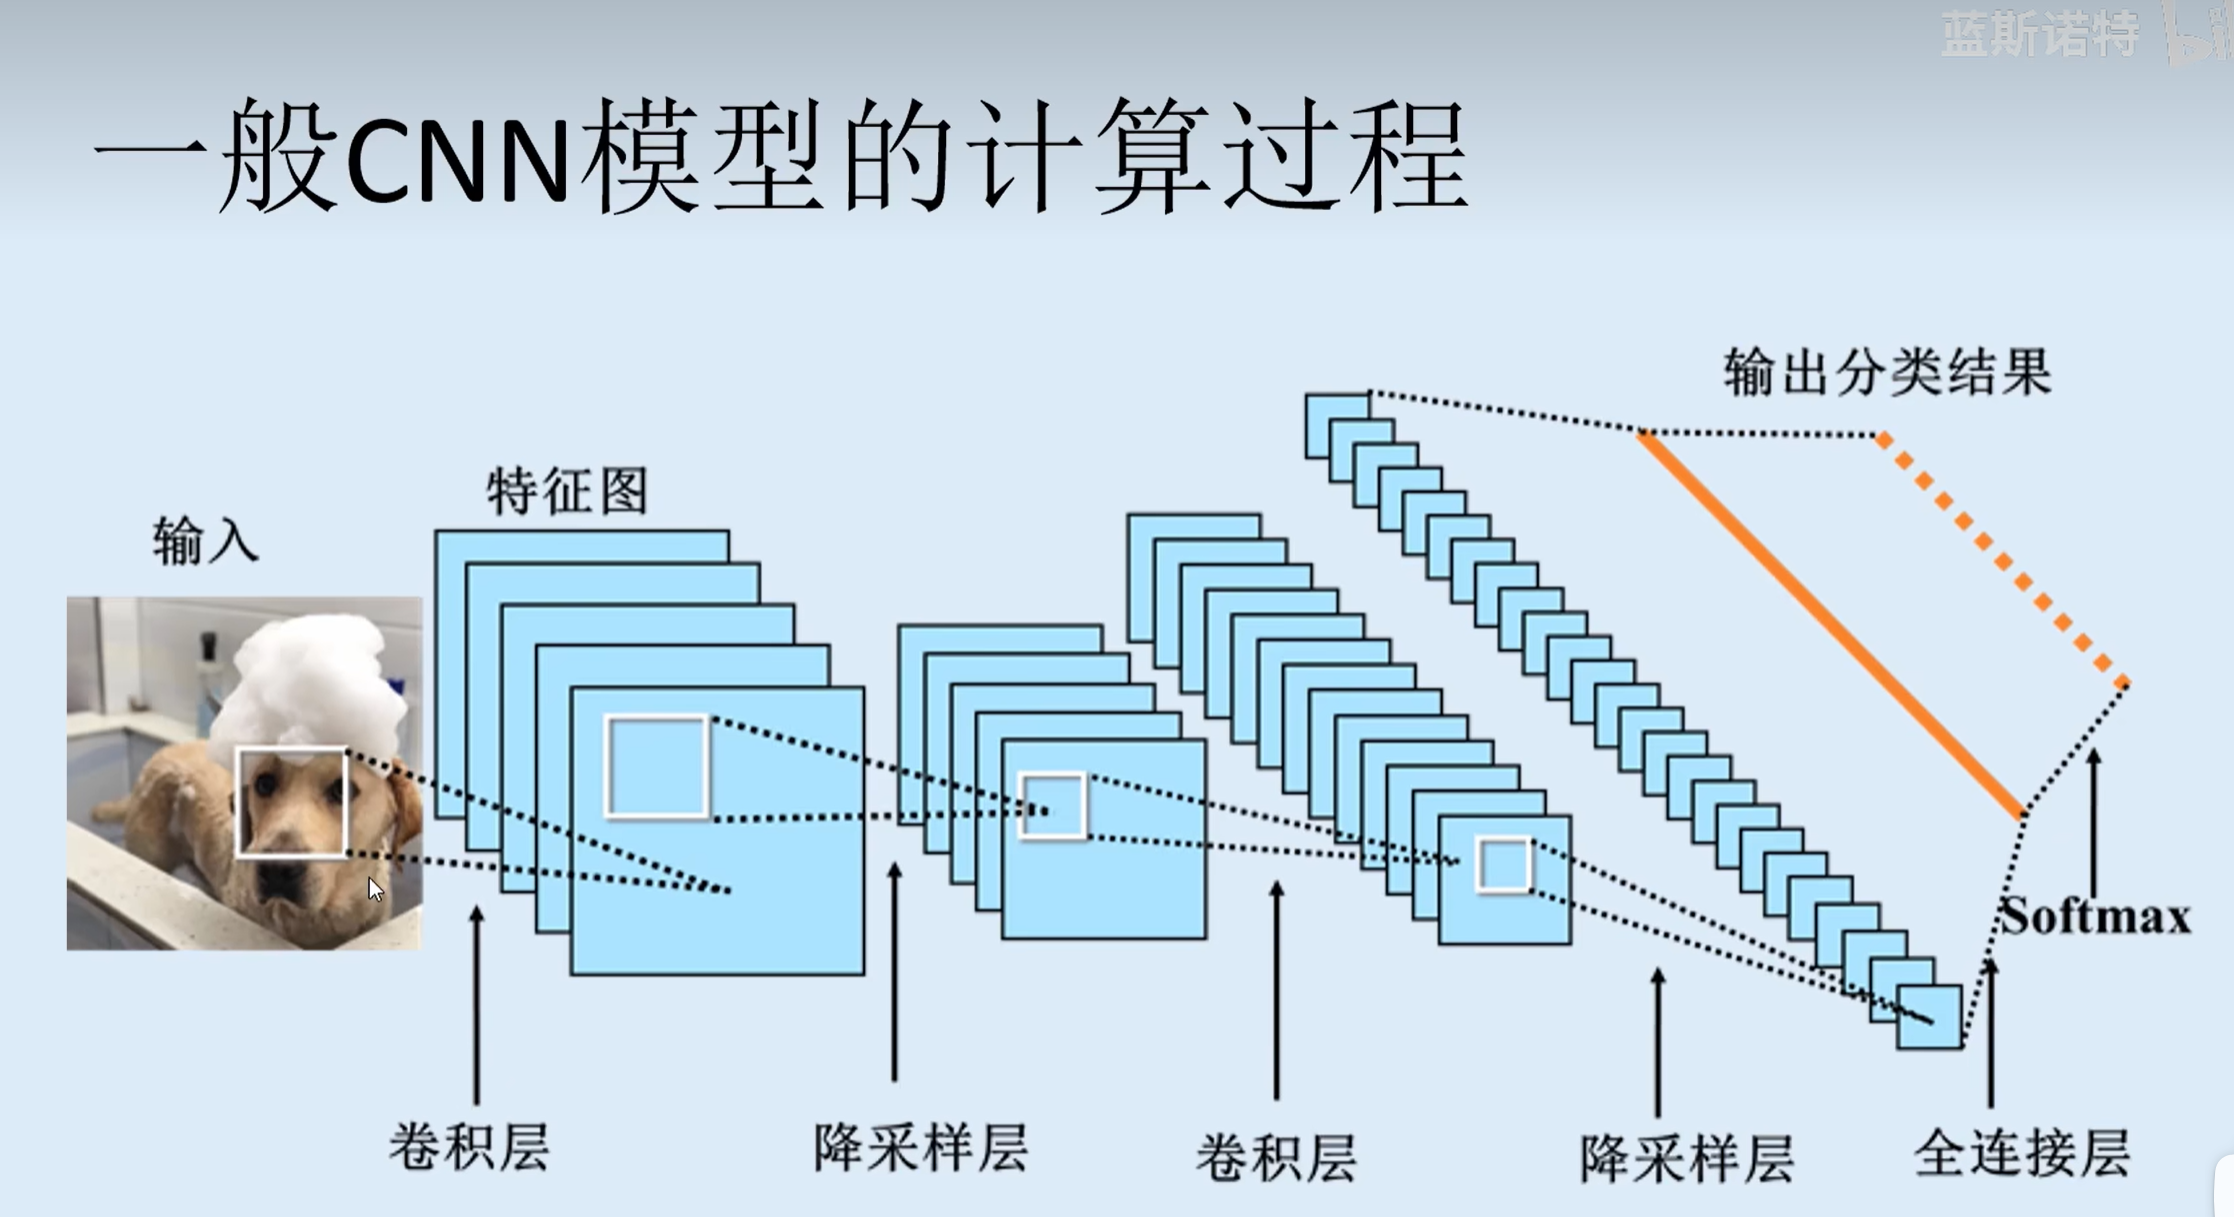 蓝斯诺特
一般CNN模型的计算过程
输出分类结果
特征图
输入
Softmax
卷积层
降采样层
卷积层
降采样层
全连接层